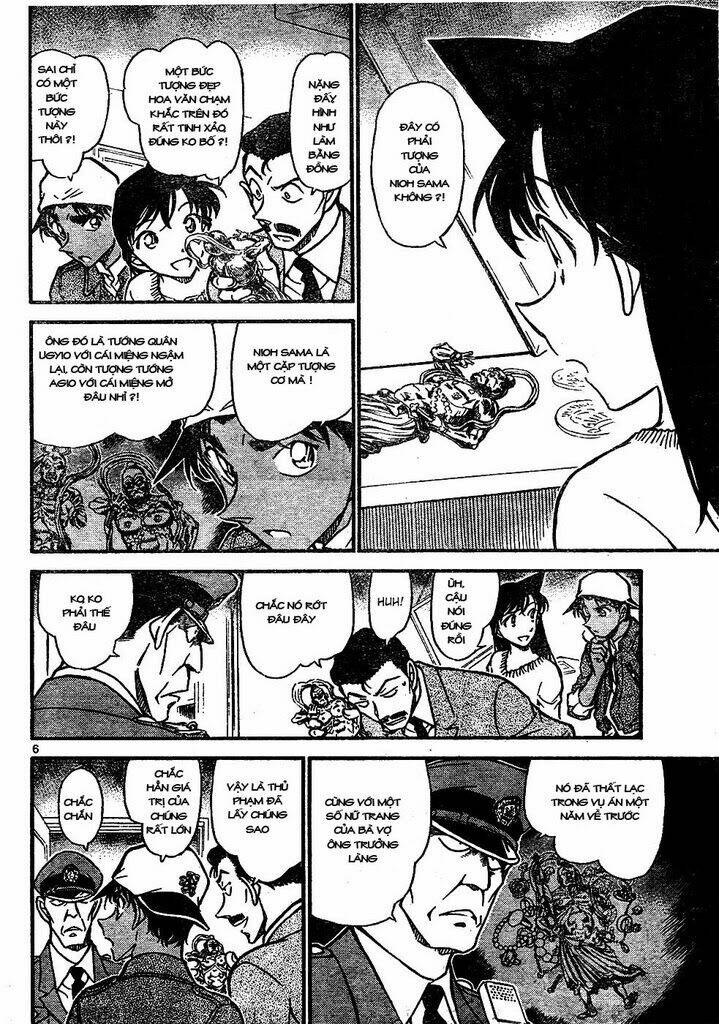 ĐÂY CÓ
PHẢI
TƯỢNG
CỦA
NIOH SAMA
KHÔNG ?!
NẶNG
ĐẤY
HÌNH
NHƯ
LÀM
BẰNG
ĐỒNG
MỘT BỨC
TƯỢNG ĐẸP
HOA VĂN CHẠM
KHẮC TRÊN ĐÓ
RẤT TINH XẢO,
ĐÚNG KO BỐ ?!
SAI CHỈ
CÓ MỘT
BỨC
TƯỢNG
NÀY
THÔI ?!
NIOH SAMA LÀ
MỘT CẶP TƯỢNG
CƠ MÀ !
ÔNG ĐÓ LÀ TƯỚNG QUÂN
UGYIO VỚI CÁI MIỆNG NGẬM
LẠI, CÒN TƯỢNG TƯỚNG
AGIO VỚI CÁI MIỆNG MỞ
ĐÂU NHỈ ?!
ÙH,
CẬU
NÓI
ĐÚNG
RỒI
HUH!
CHẮC NÓ RỚT
ĐÂU ĐÂY
KO, KO
PHẢI THẾ
ĐÂU
6
NÓ ĐÃ THẤT LẠC
TRONG VỤ ÁN MỘT
NĂM VỀ TRƯỚC
CÙNG VỚI MỘT
SỐ NỮ TRANG
CỦA BÀ VỢ
ÔNG TRƯỞNG
LÀNG
VẬY LÀ THỦ
PHẠM ĐÃ
LẤY CHÚNG
SAO
CHẮC
HẲN GIÁ
TRỊ CỦA
CHÚNG
RẤT LỚN
CHẮC
CHẮN